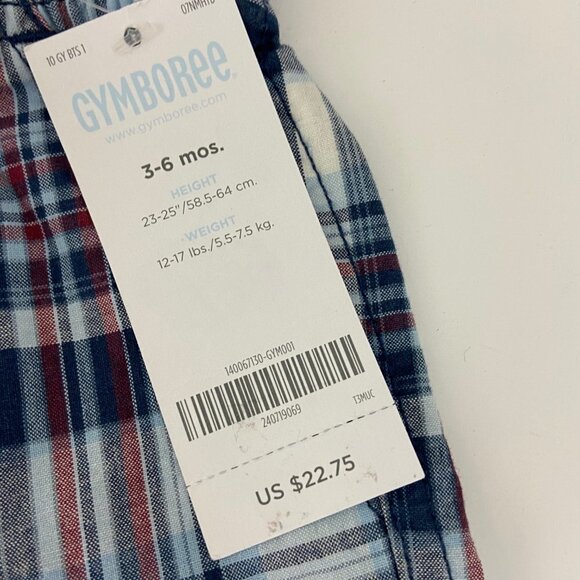 10 GY BTS 1
GYMBOREE
www.gymboree.com
3-6 mos.
HEIGHT
23-25"/58.5-64 cm.
WEIGHT
12-17 lbs./5.5-7.5 kg.
140067130-GYM001
240719069
T3MUC
US $22.75